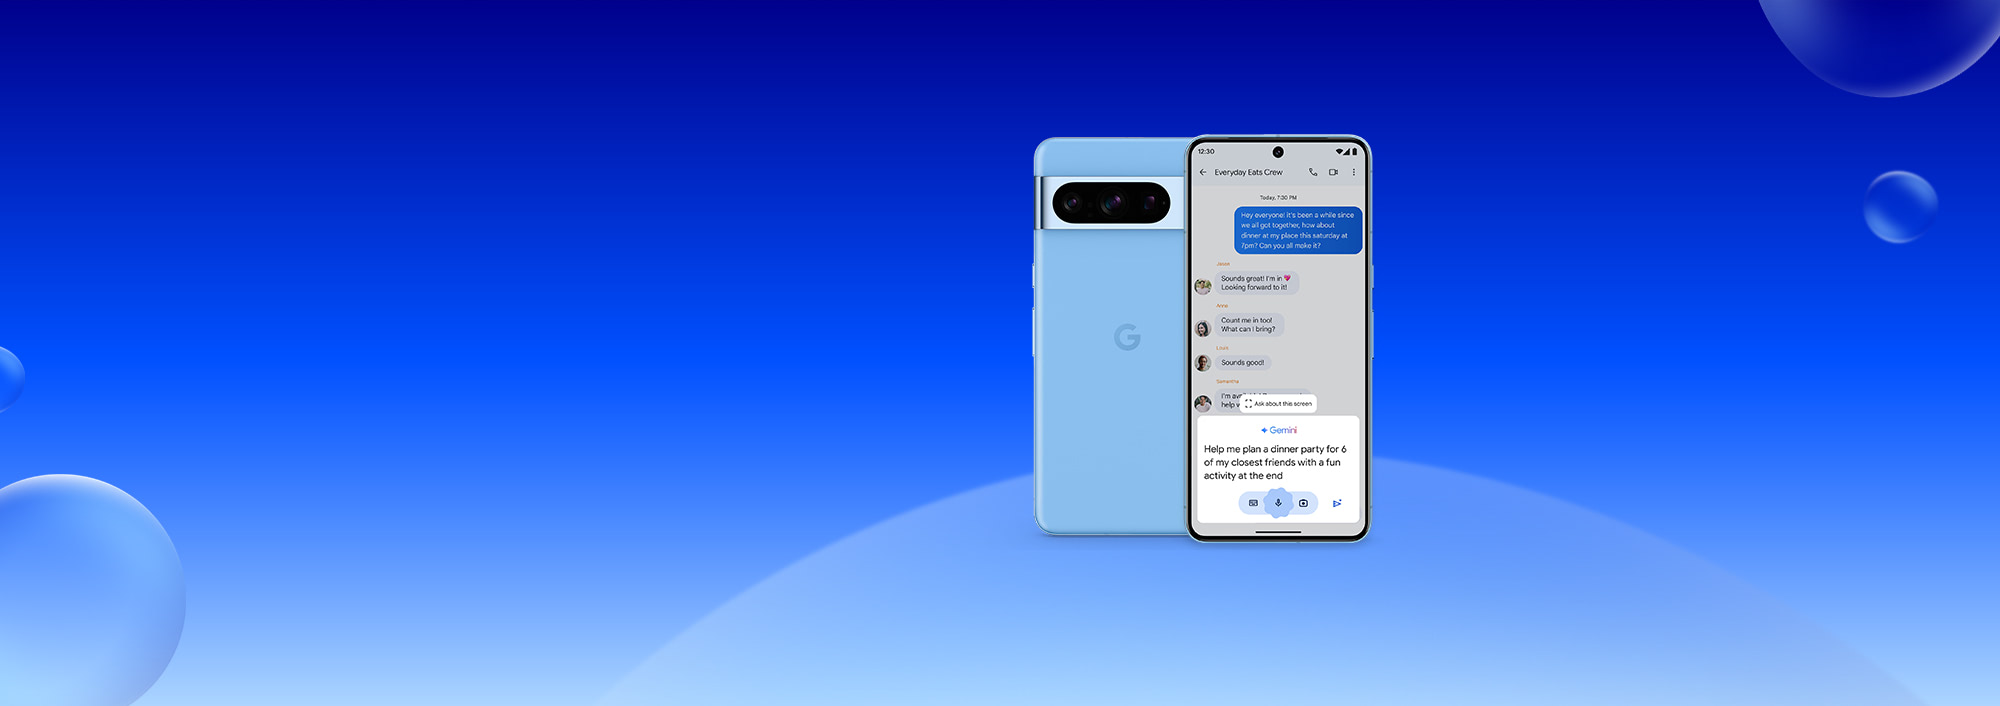 12:30
Everyday Eats Crew
Today, 7:30 PM
Hey everyone! it's been a while since
we all got together, how about
dinner at my place this saturday at
7pm? Can you all make it?
Jason
Sounds great! I'm in
Looking forward to it!
Anna
Count me in too!
What can I bring?
Louis
Sounds good!
Samantha
I'm
help
Ask about this screen
Gemini
Help me plan a dinner party for 6
of my closest friends with a fun
activity at the end
G